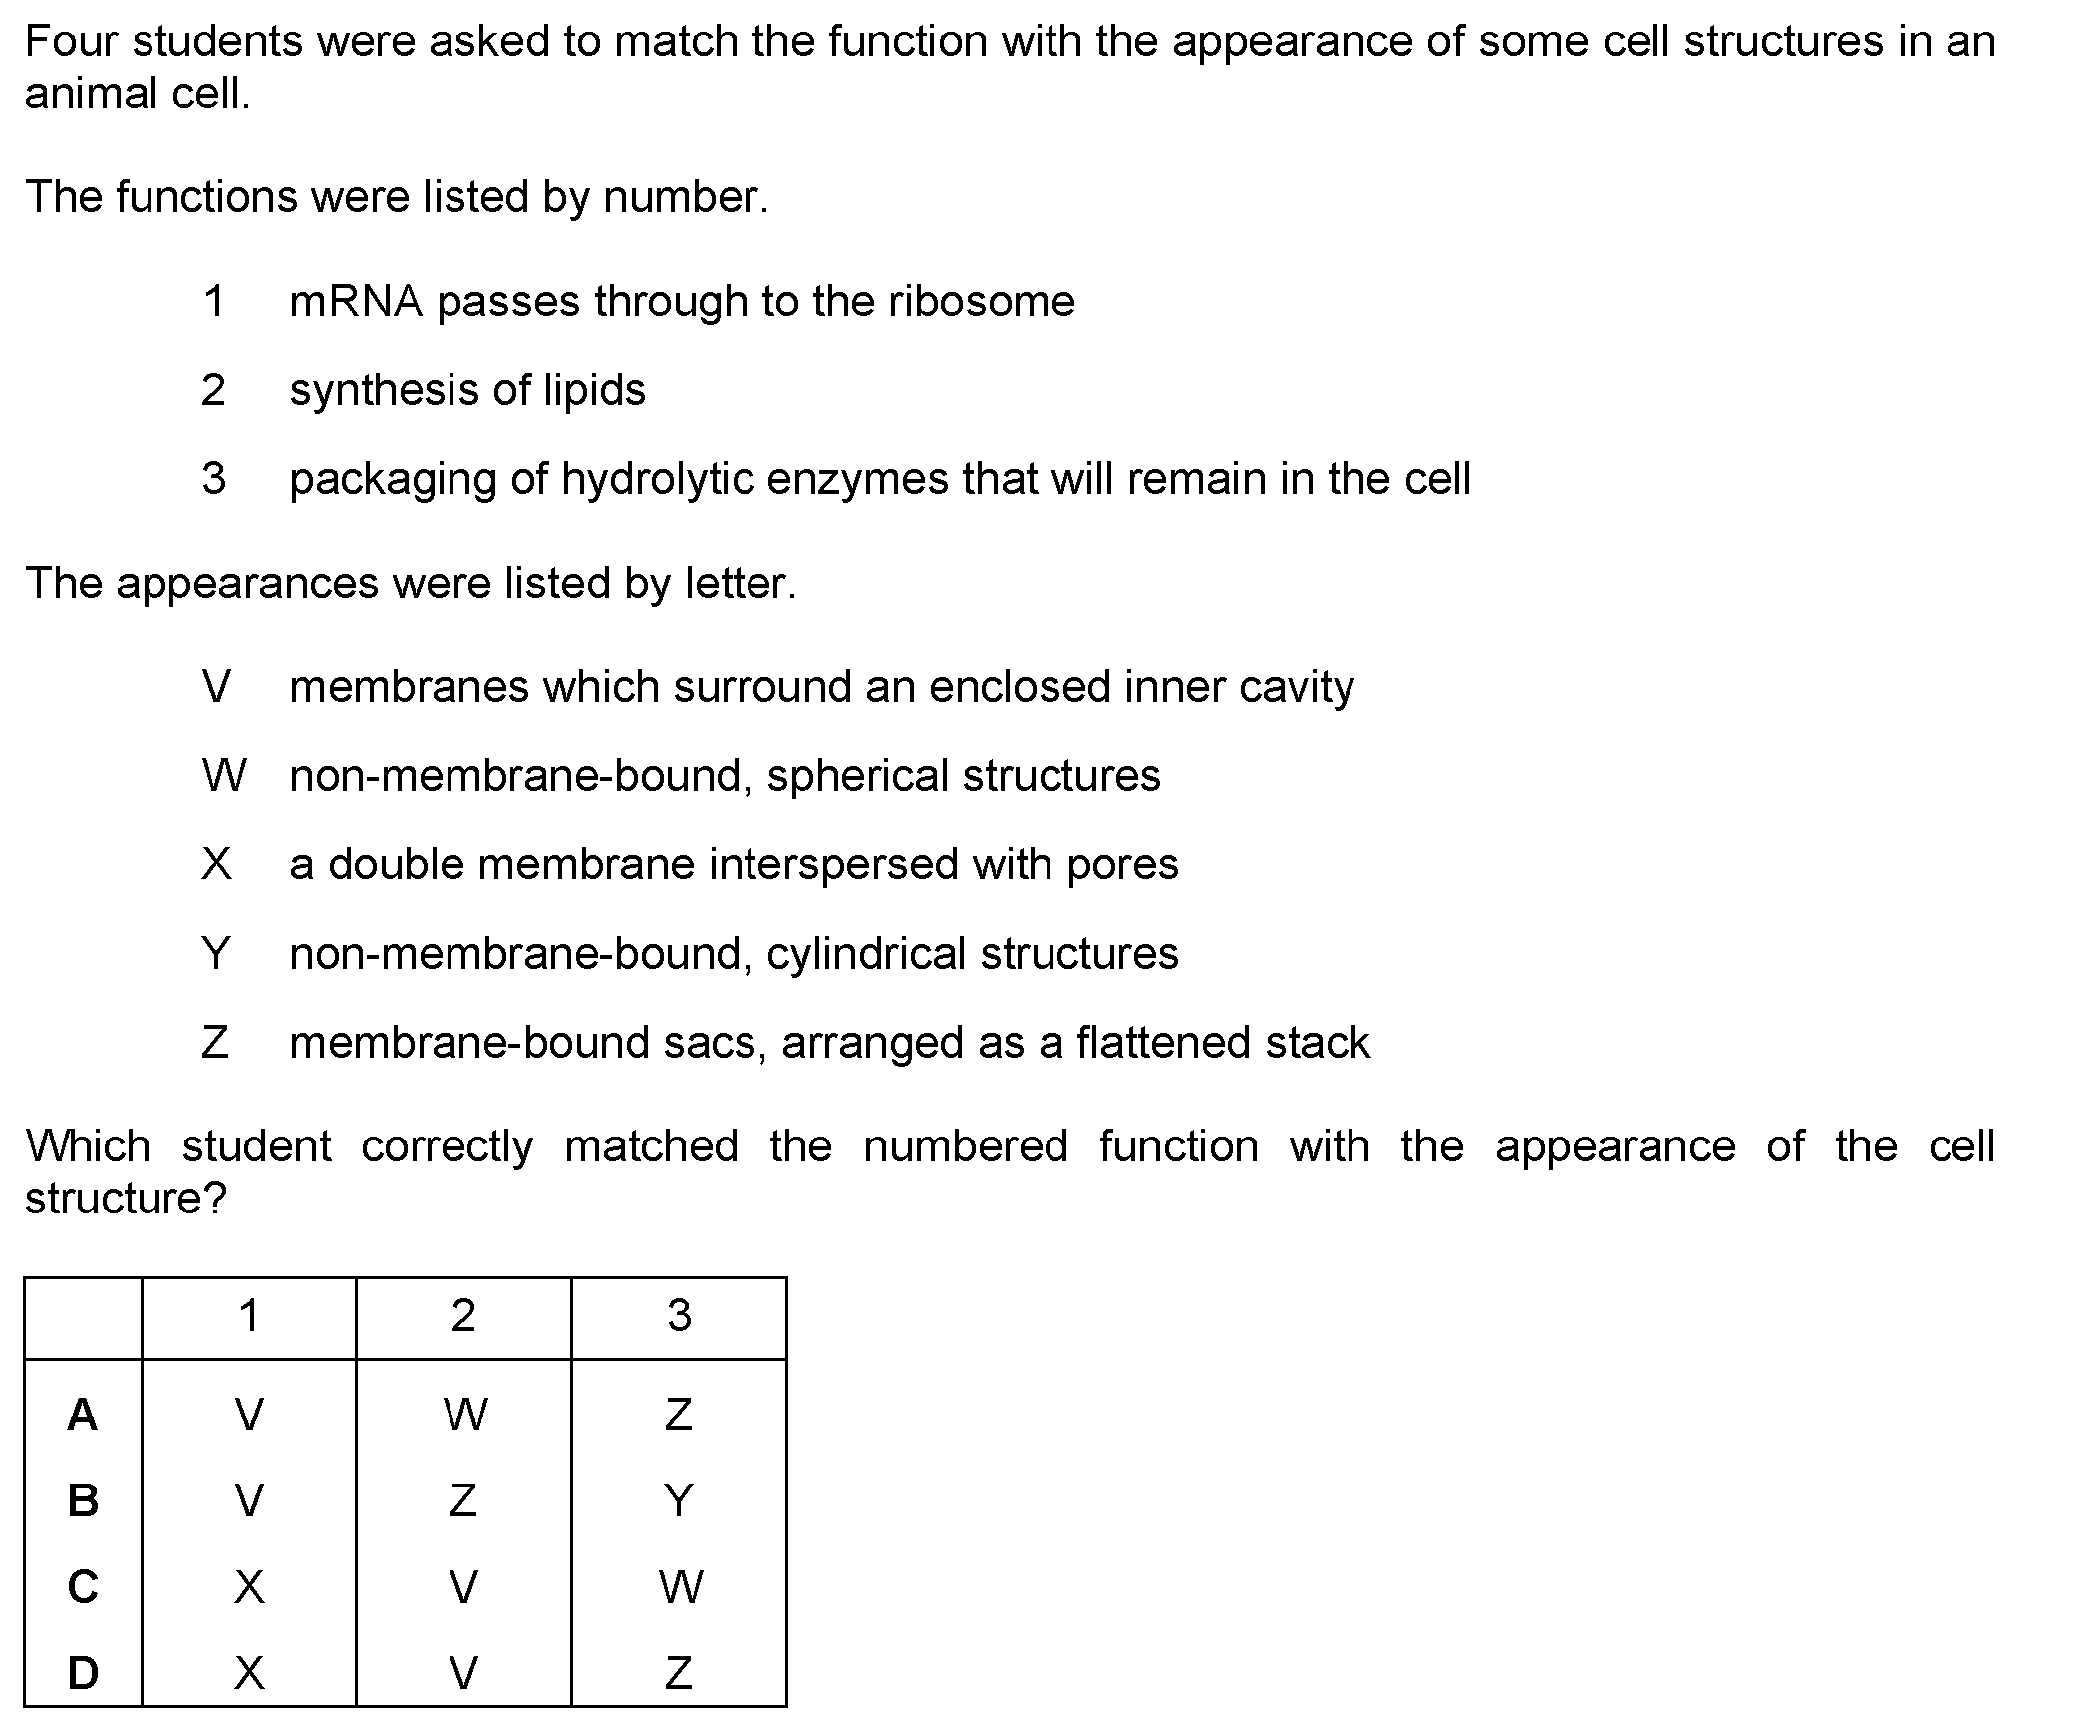 Four students were asked to match the function with the appearance of some cell structures in an
animal cell.
The functions were listed by number.
1 mRNA passes through to the ribosome
2 synthesis of lipids
3 packaging of hydrolytic enzymes that will remain in the cell
The appearances were listed by letter.
V membranes which surround an enclosed inner cavity
W non-membrane-bound, spherical structures
X a double membrane interspersed with pores
Y non-membrane-bound, cylindrical structures
Z membrane-bound sacs, arranged as a flattened stack
Which student correctly matched the numbered function with the appearance of the cell
structure?
1 2 3
A V W Z
B V Z Y
C X V W
D X V Z